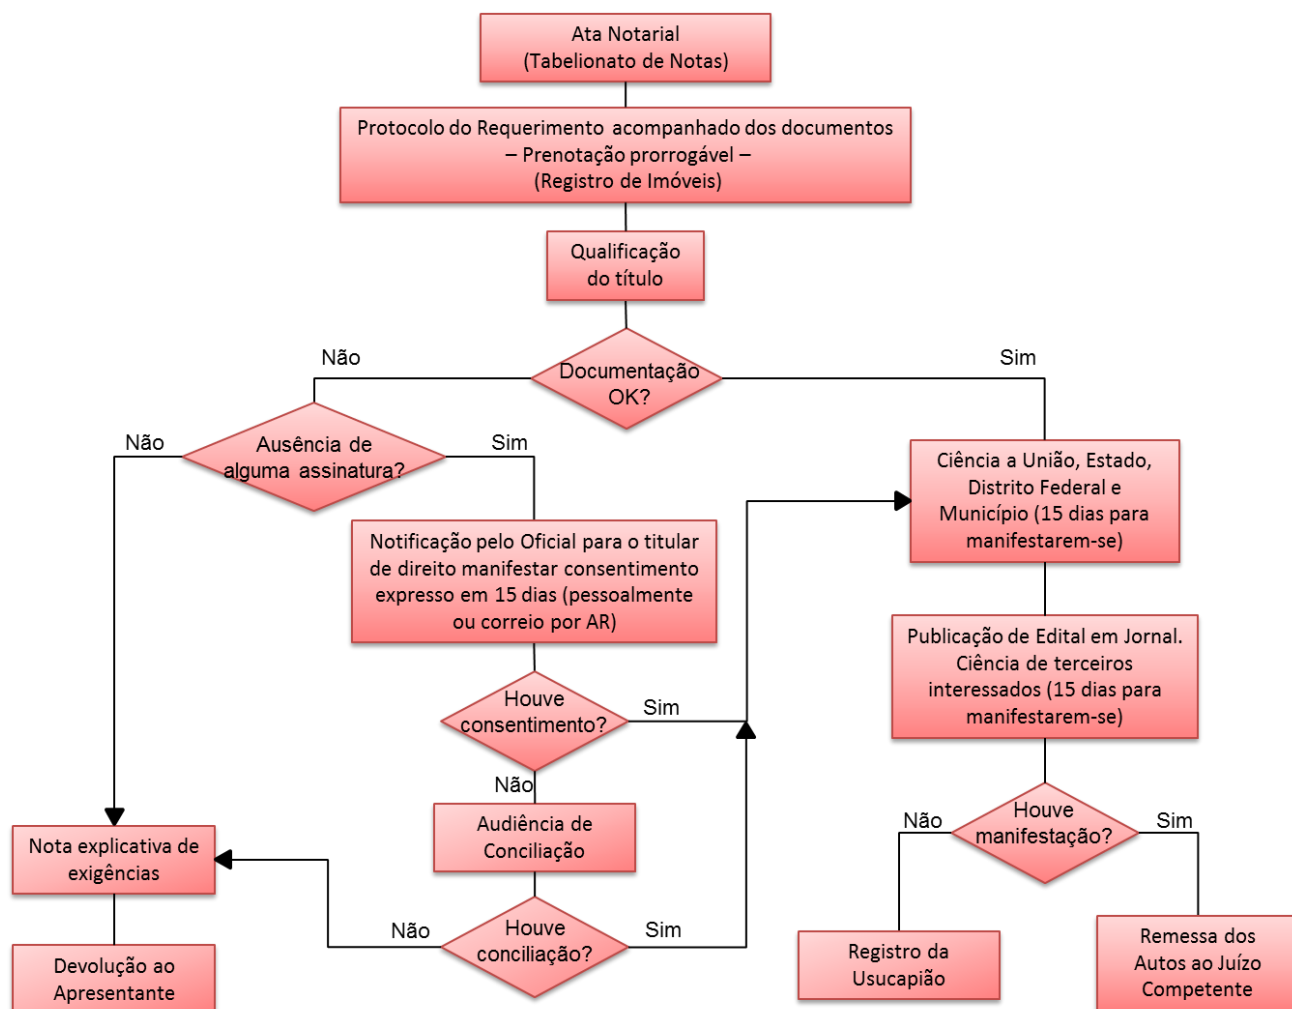 Ata Notarial
(Tabelionato de Notas)
Protocolo do Requerimento acompanhado dos documentos
– Prenotação prorrogável –
(Registro de Imóveis)
Qualificação
do título
Documentação
OK?
Não
Sim
Ausência de
alguma assinatura?
Não
Sim
Notificação pelo Oficial para o titular
de direito manifestar consentimento
expresso em 15 dias (pessoalmente
ou correio por AR)
Houve
consentimento?
Sim
Não
Audiência de
Conciliação
Houve
conciliação?
Não
Sim
Nota explicativa de
exigências
Devolução ao
Apresentante
Ciência a União, Estado,
Distrito Federal e
Município (15 dias para
manifestarem-se)
Publicação de Edital em Jornal.
Ciência de terceiros
interessados (15 dias para
manifestarem-se)
Houve
manifestação?
Não
Sim
Registro da
Usucapião
Remessa dos
Autos ao Juízo
Competente